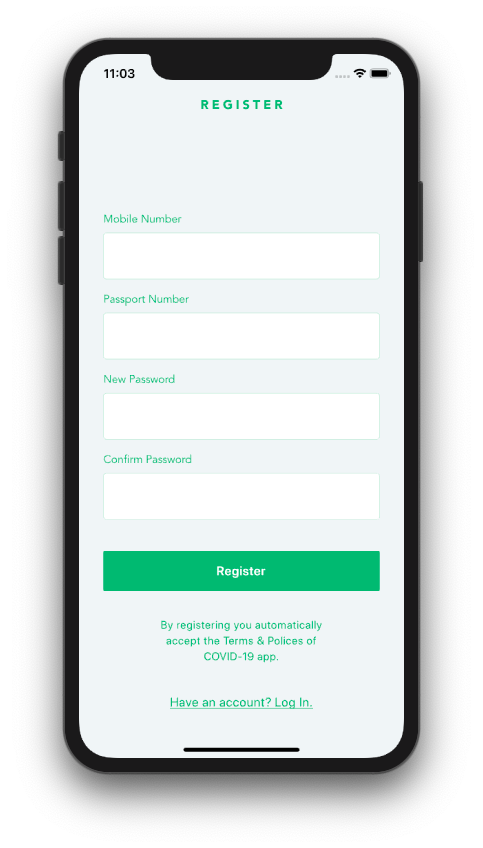 11:03
REGISTER
Mobile Number
Passport Number
New Password
Confirm Password
Register
By registering you automatically
accept the Terms & Polices of
COVID-19 app.
Have an account? Log In.